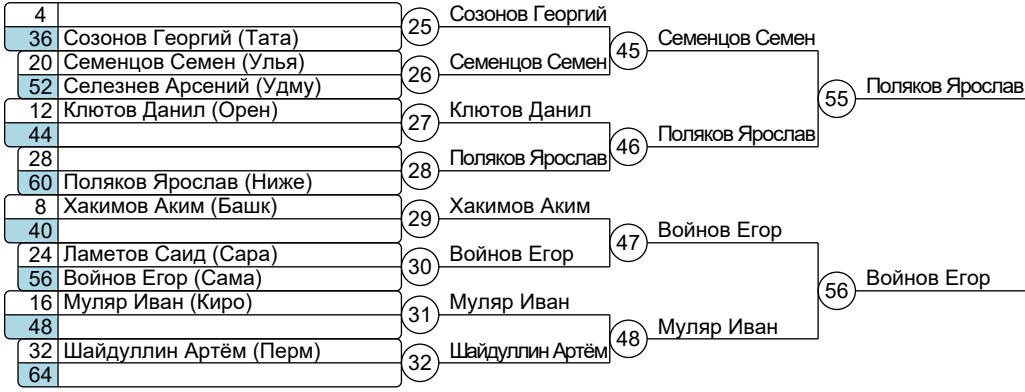 4
36 Созонов Георгий (Тата)
25 Созонов Георгий
20 Семенцов Семен (Улья)
52 Селезнев Арсений (Удму)
26 Семенцов Семен
45 Семенцов Семен
12 Клютов Данил (Орен)
44
27 Клютов Данил
28
60 Поляков Ярослав (Ниже)
28 Поляков Ярослав
46 Поляков Ярослав
55 Поляков Ярослав
8 Хакимов Аким (Башк)
40
29 Хакимов Аким
24 Ламетов Саид (Сара)
56 Войнов Егор (Сама)
30 Войнов Егор
47 Войнов Егор
16 Муляр Иван (Киро)
48
31 Муляр Иван
32 Шайдуллин Артём (Перм)
64
32 Шайдуллин Артём
48 Муляр Иван
56 Войнов Егор